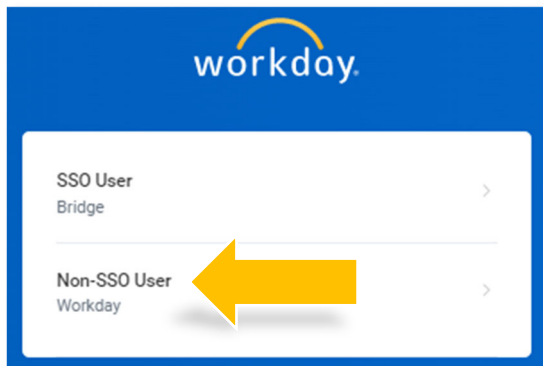 workday.
SSO User
Bridge
Non-SSO User
Workday